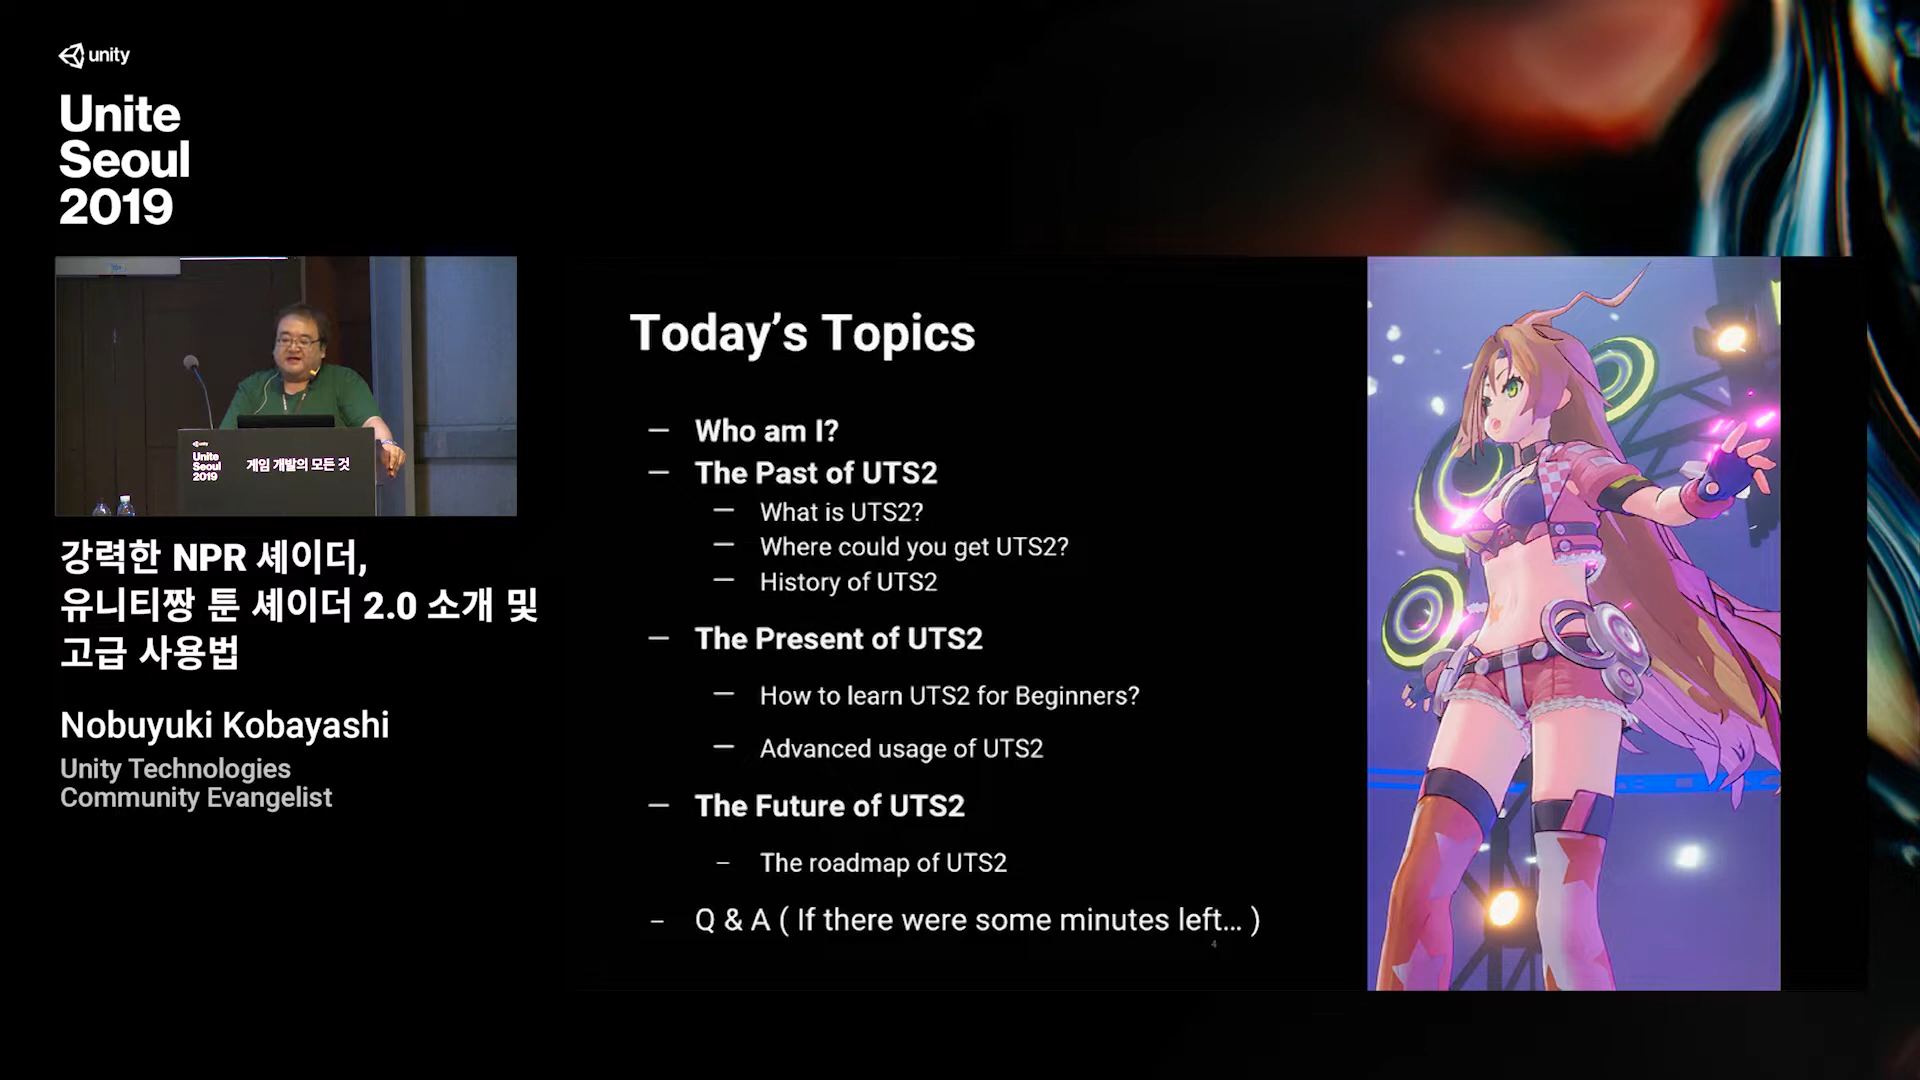 unity
Unite
Seoul
2019
unity
Unite
Seoul
2019
게임 개발의 모든 것
강력한 NPR 셰이더,
유니티짱 툰 셰이더 2.0 소개 및
고급 사용법
Nobuyuki Kobayashi
Unity Technologies
Community Evangelist
Today's Topics
— Who am I?
— The Past of UTS2
— What is UTS2?
— Where could you get UTS2?
— History of UTS2
— The Present of UTS2
— How to learn UTS2 for Beginners?
— Advanced usage of UTS2
— The Future of UTS2
– The roadmap of UTS2
– Q & A ( If there were some minutes left... )
4